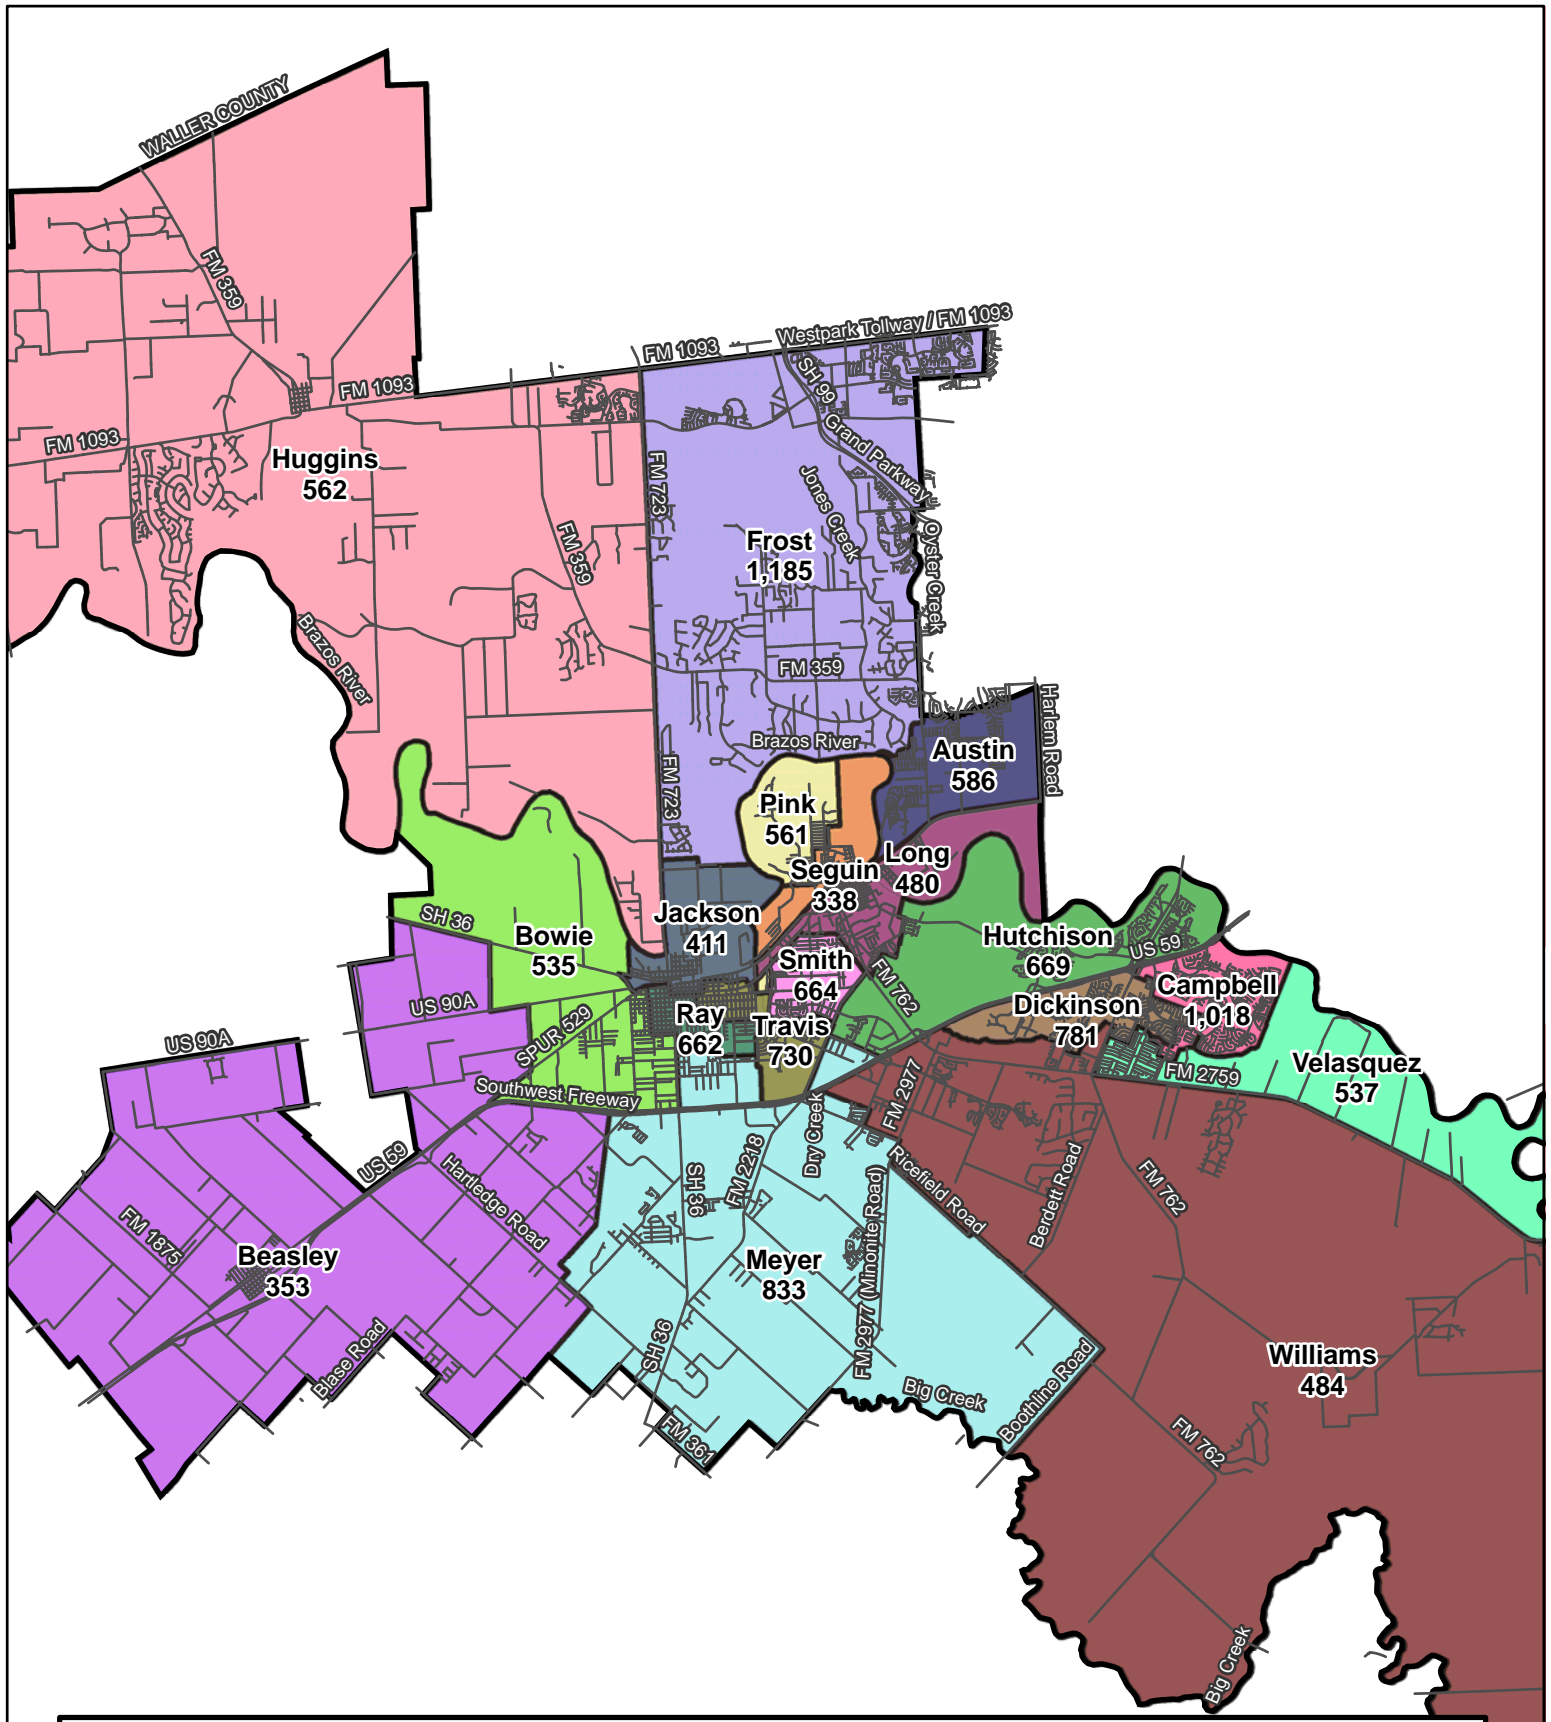 WALLER COUNTY
FM 359
FM 1093
Westpark Tollway / FM 1093
FM 1093
SH 99
FM 1093
Grand Parkway
Huggins
562
FM 723
Jones Creek
FM 359
Frost
1,185
Oyster Creek
Brazos River
FM 359
Harlem Road
Brazos River
Austin
586
FM 723
Pink
561
Long
480
Seguin
338
SH 36
Jackson
411
Bowie
535
Hutchison
669
US 59
Smith
664
FM 762
Campbell
1,018
US 90A
Dickinson
781
Ray
662
Travis
730
SPUR 529
US 90A
Velasquez
537
FM 2759
Southwest Freeway
FM 2977
Dry Creek
US 59
Hartledge Road
SH 36
FM 2218
Ricefield Road
Berdett Road
FM 762
FM 1875
FM 2977 (Minonite Road)
Beasley
353
Meyer
833
Blase Road
SH 36
Big Creek
Boothline Road
Williams
484
FM 361
FM 762
Big Creek